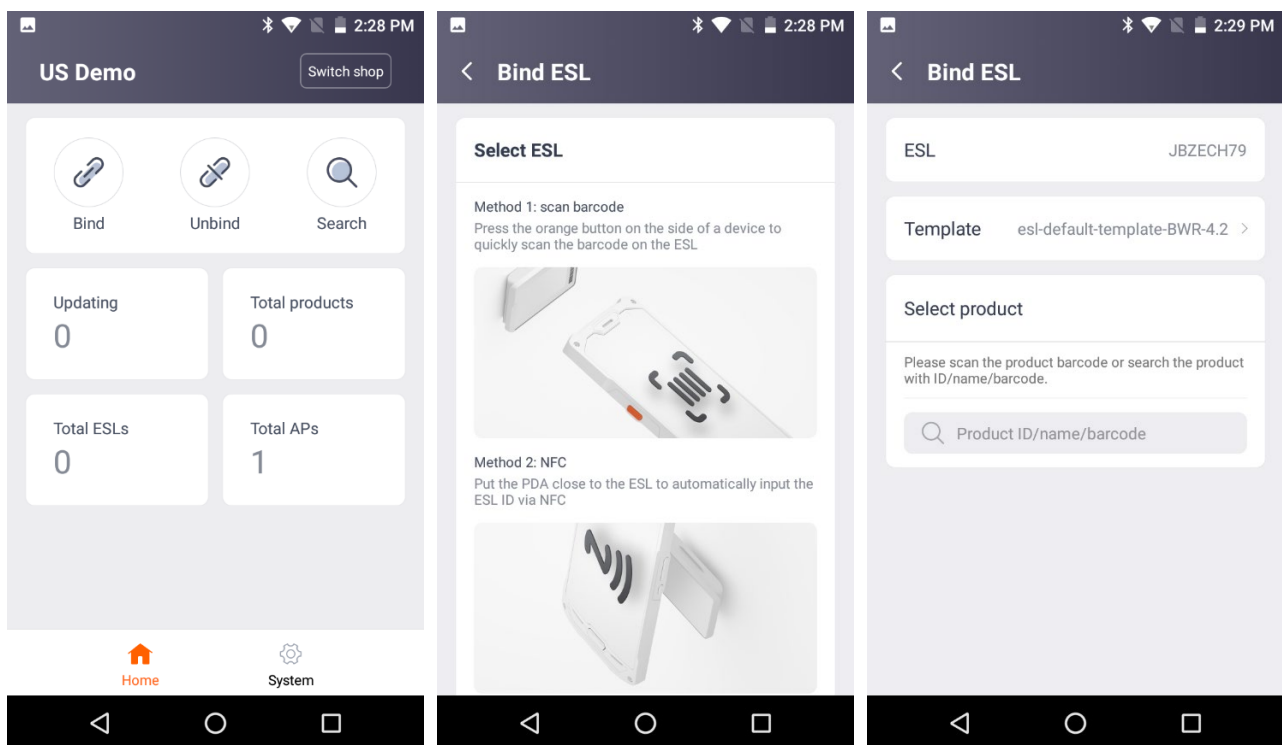 2:28 PM
US Demo
Switch shop
Bind
Unbind
Search
Updating
0
Total products
0
Total ESLs
0
Total APs
1
Home
System
2:28 PM
Bind ESL
Select ESL
Method 1: scan barcode
Press the orange button on the side of a device to
quickly scan the barcode on the ESL
Method 2: NFC
Put the PDA close to the ESL to automatically input the
ESL ID via NFC
2:29 PM
Bind ESL
ESL
JBZECH79
Template
esl-default-template-BWR-4.2
Select product
Please scan the product barcode or search the product
with ID/name/barcode.
Product ID/name/barcode